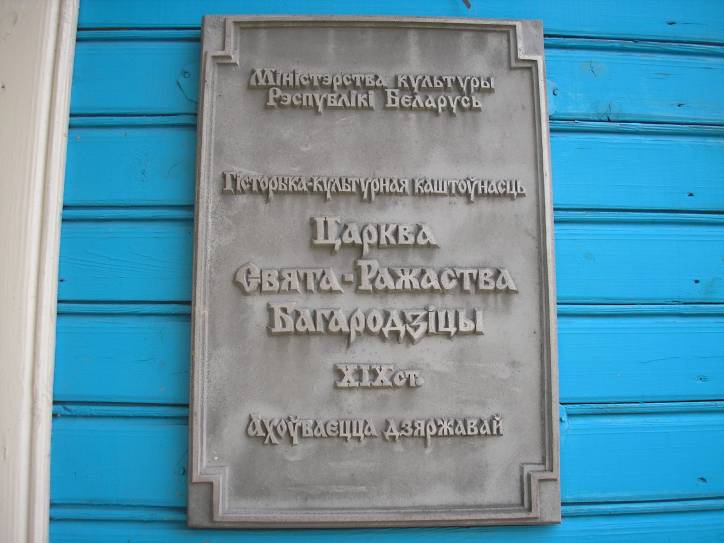 Міністэрства культуры
Рэспублікі Беларусь
Гісторыка-культурная каштоўнасць
Царква
Свята-Ражаства
Багародзіцы
XIX ст.
Ахоўваецца дзяржавай